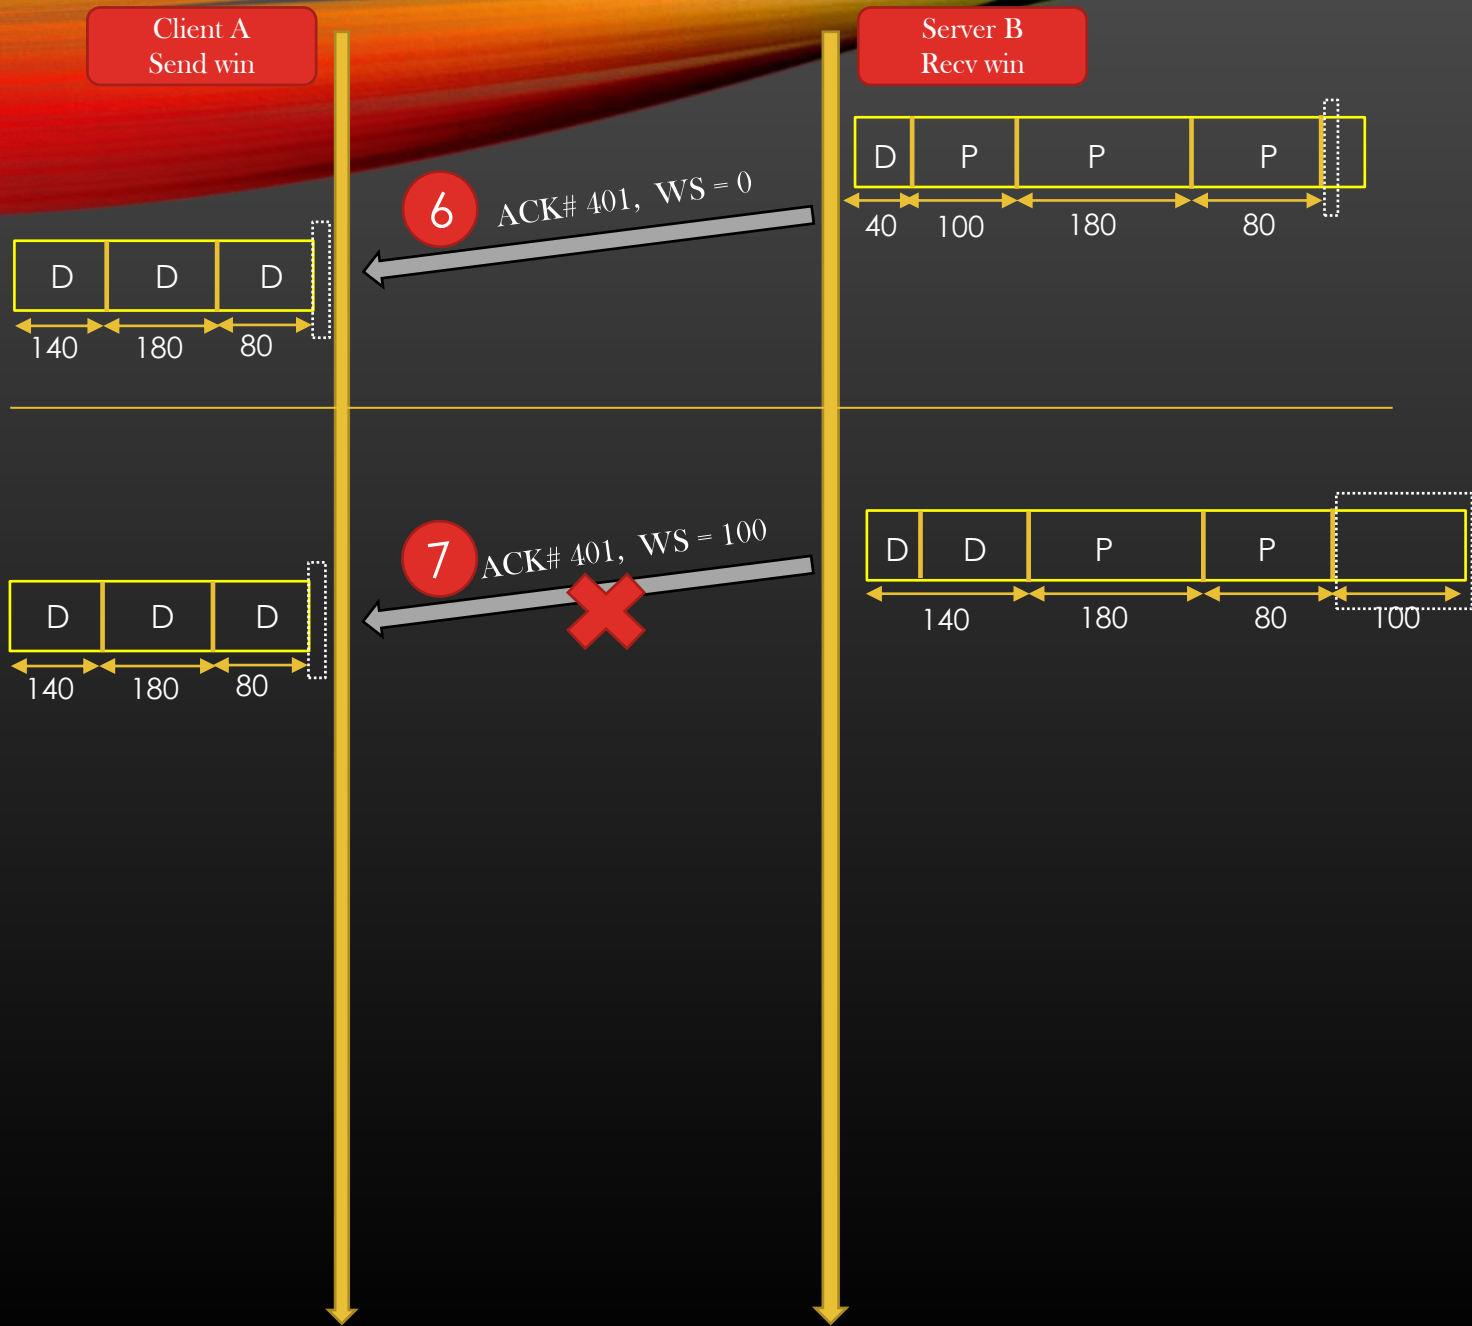 Client A
Send win
Server B
Recv win
6
ACK# 401, WS = 0
D P P P
40 100 180 80
D D D
140 180 80
7
ACK# 401, WS = 100
D D P P
140 180 80 100
D D D
140 180 80